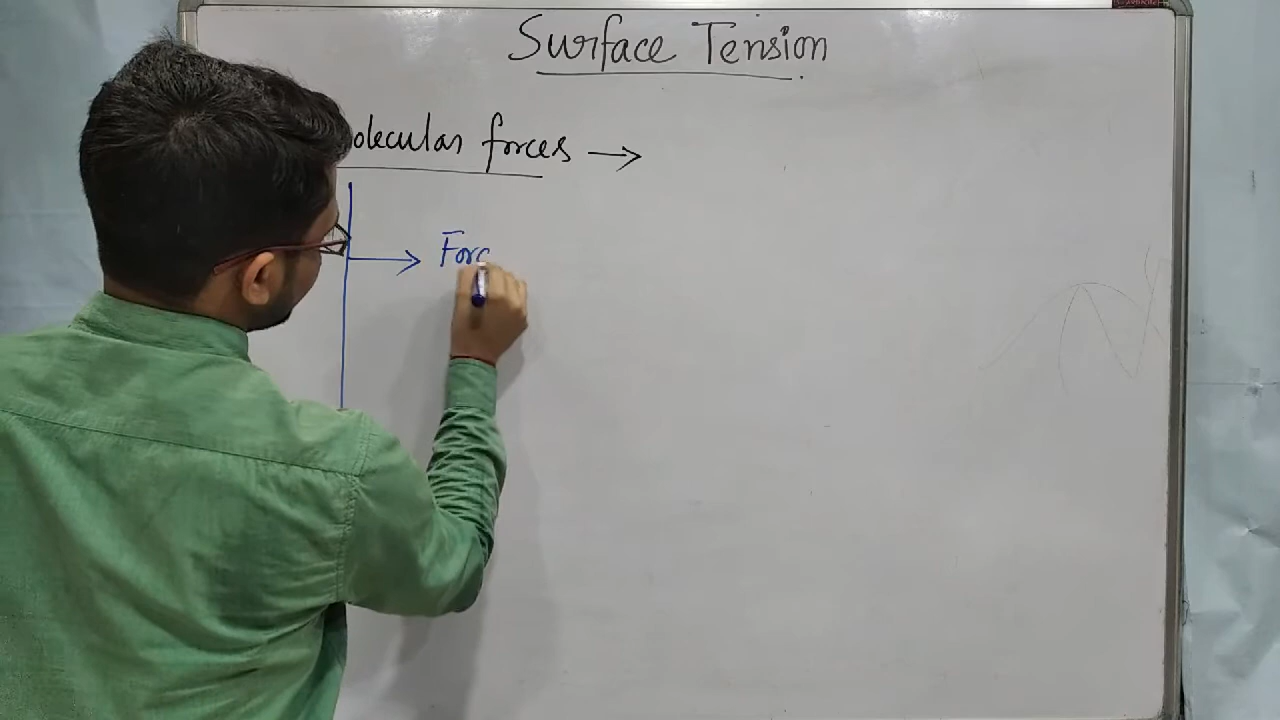 Surface Tension
olecular forces →
→ Forc